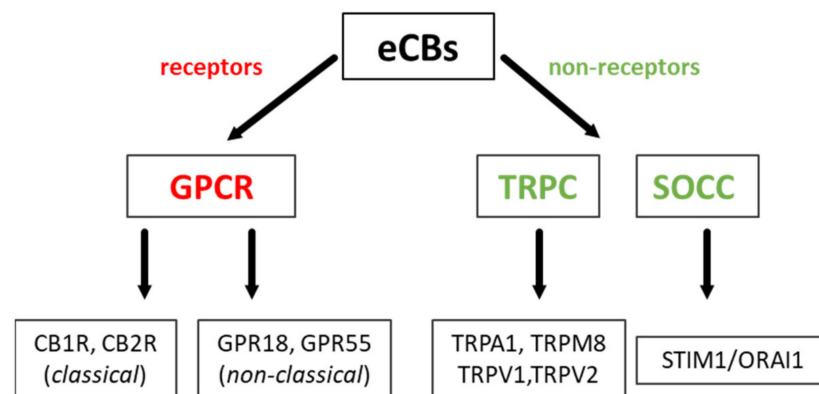 eCBs
receptors
non-receptors
GPCR
TRPC
SOCC
CB1R, CB2R
(classical)
GPR18, GPR55
(non-classical)
TRPA1, TRPM8
TRPV1,TRPV2
STIM1/ORAI1